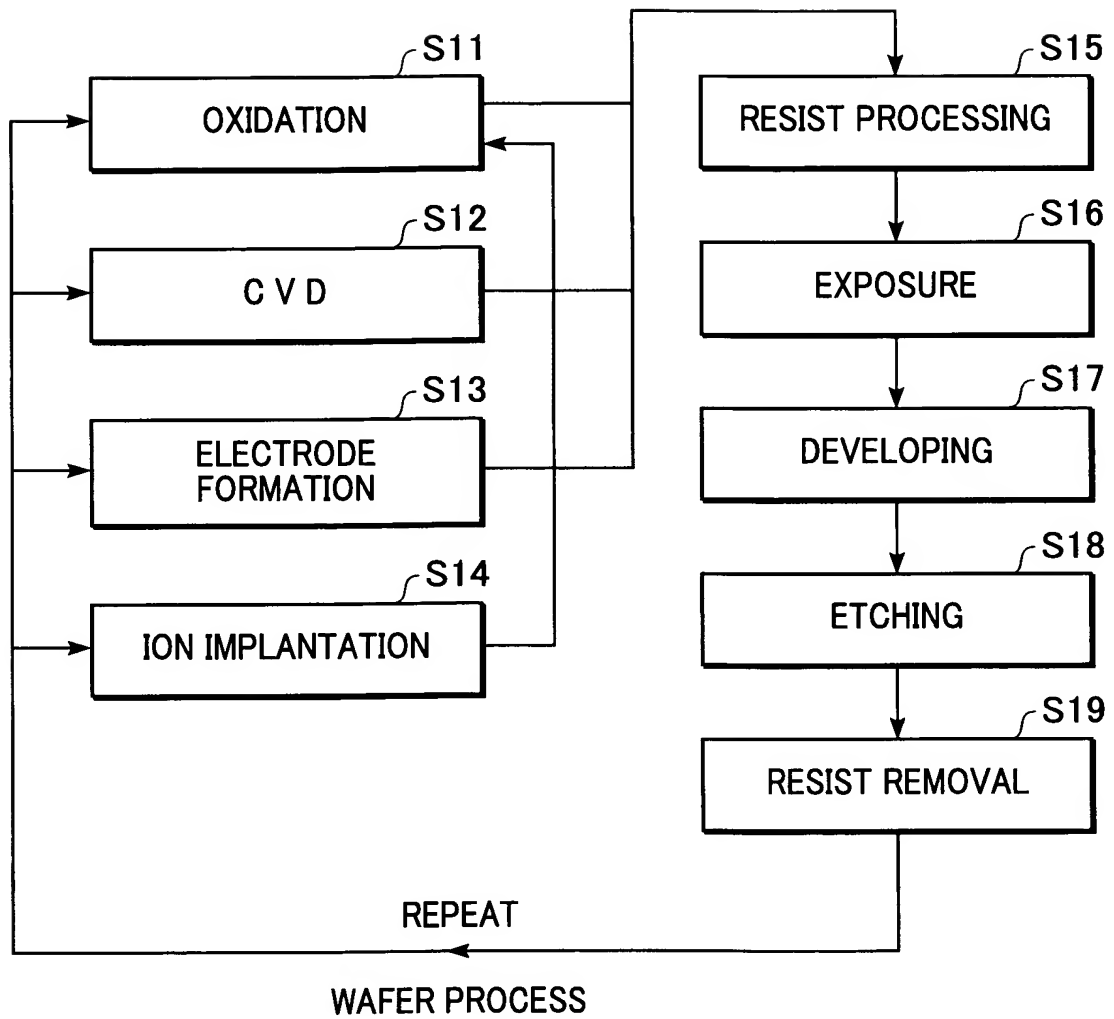 S11
OXIDATION
S12
C V D
S13
ELECTRODE
FORMATION
S14
ION IMPLANTATION
S15
RESIST PROCESSING
S16
EXPOSURE
S17
DEVELOPING
S18
ETCHING
S19
RESIST REMOVAL
REPEAT
WAFER PROCESS